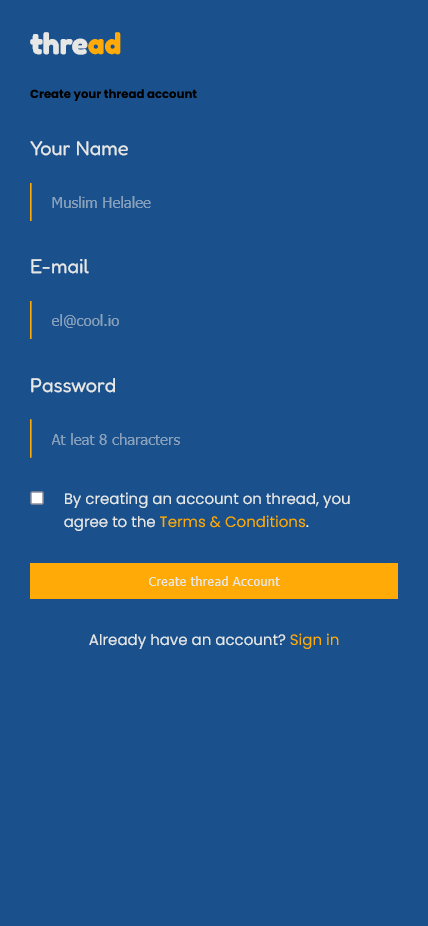 thread
Create your thread account
Your Name
Muslim Helalee
E-mail
el@cool.io
Password
At leat 8 characters
By creating an account on thread, you
agree to the Terms & Conditions.
Create thread Account
Already have an account? Sign in